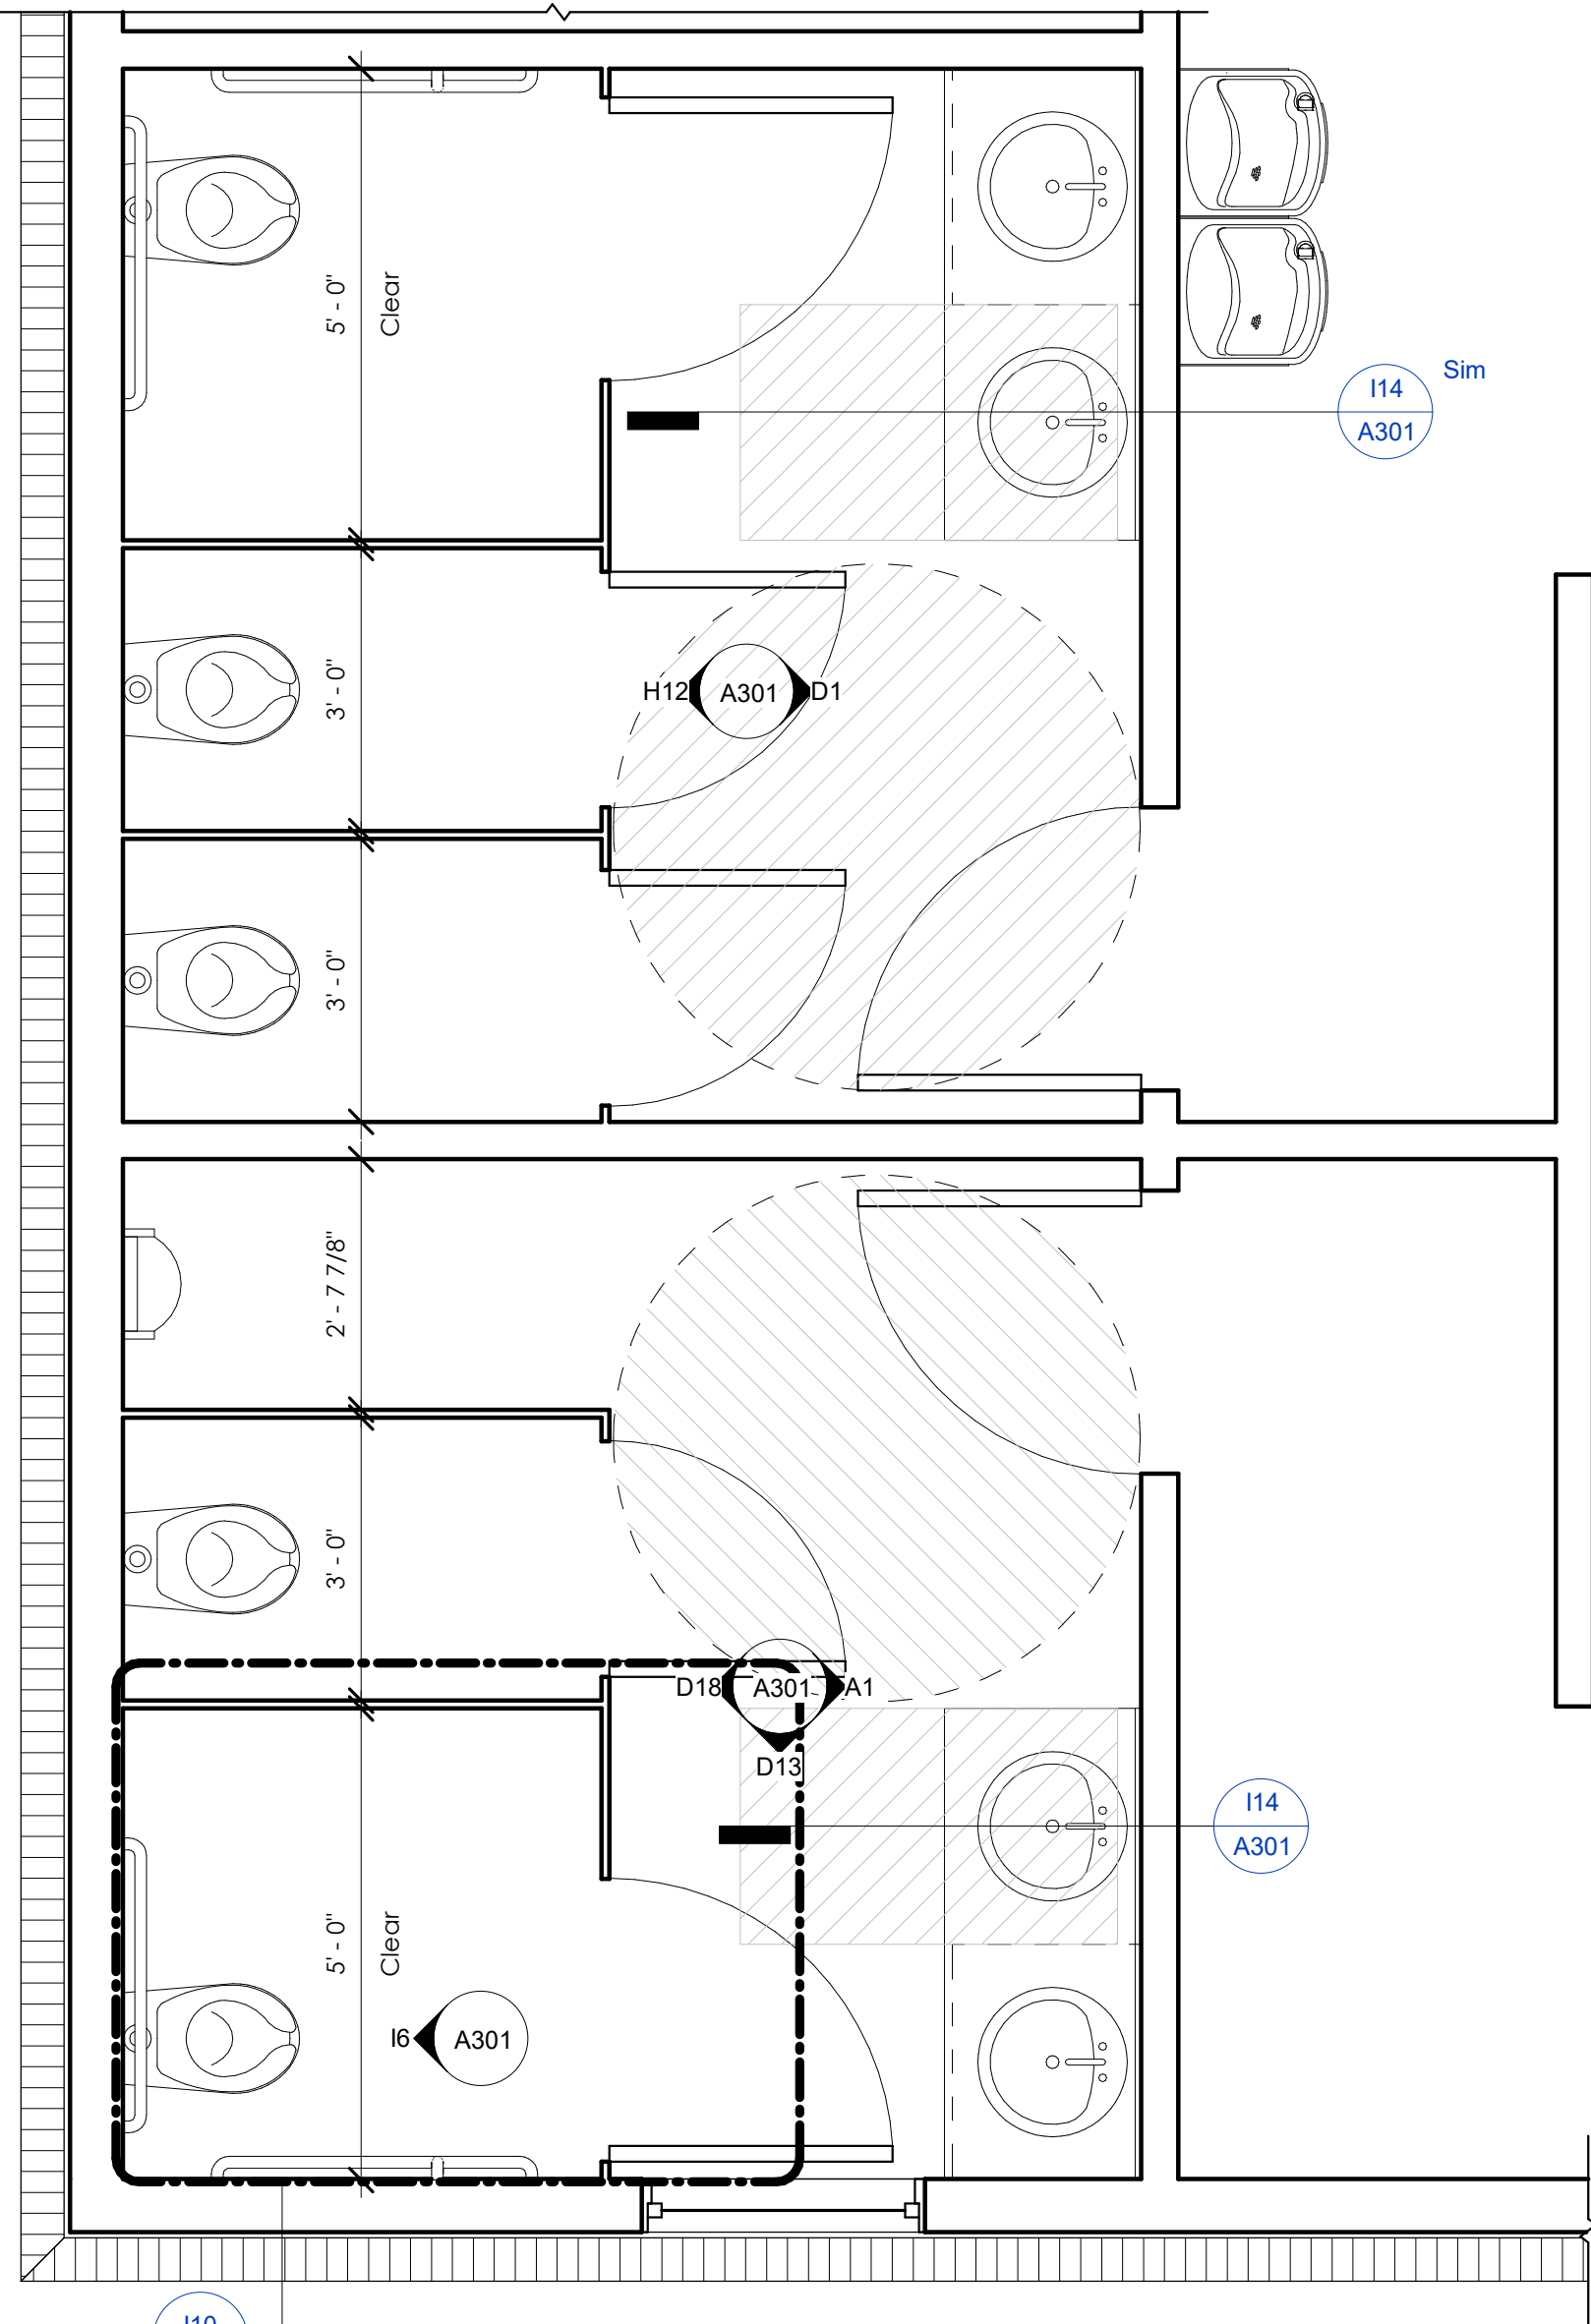 5' - 0"
Clear
Sim
I14
A301
3' - 0"
H12
A301
D1
3' - 0"
2' - 7 7/8"
3' - 0"
D18
A301
A1
D13
I14
A301
5' - 0"
Clear
I6
A301